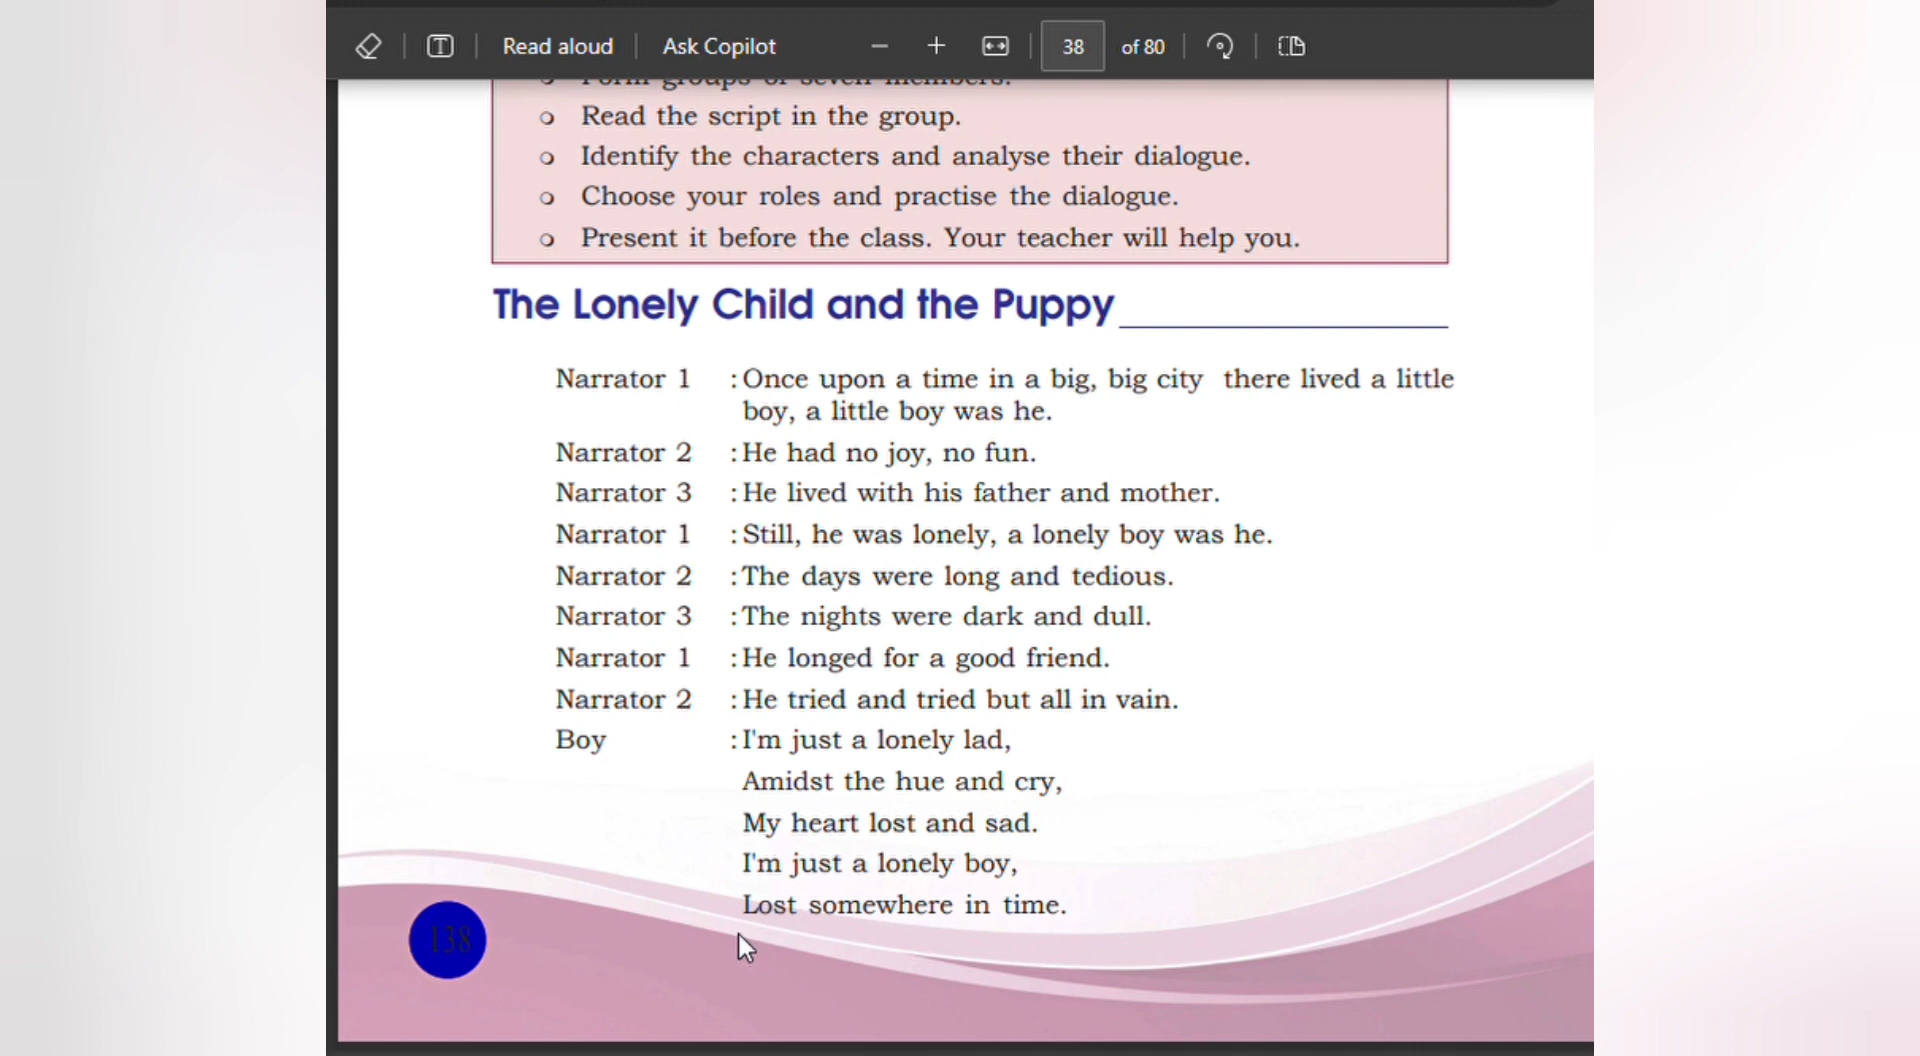 Read aloud Ask Copilot 38 of 80
Form groups of seven members.
Read the script in the group.
Identify the characters and analyse their dialogue.
Choose your roles and practise the dialogue.
Present it before the class. Your teacher will help you.
The Lonely Child and the Puppy
Narrator 1 : Once upon a time in a big, big city there lived a little
boy, a little boy was he.
Narrator 2 : He had no joy, no fun.
Narrator 3 : He lived with his father and mother.
Narrator 1 : Still, he was lonely, a lonely boy was he.
Narrator 2 : The days were long and tedious.
Narrator 3 : The nights were dark and dull.
Narrator 1 : He longed for a good friend.
Narrator 2 : He tried and tried but all in vain.
Boy : I'm just a lonely lad,
Amidst the hue and cry,
My heart lost and sad.
I'm just a lonely boy,
Lost somewhere in time.
138